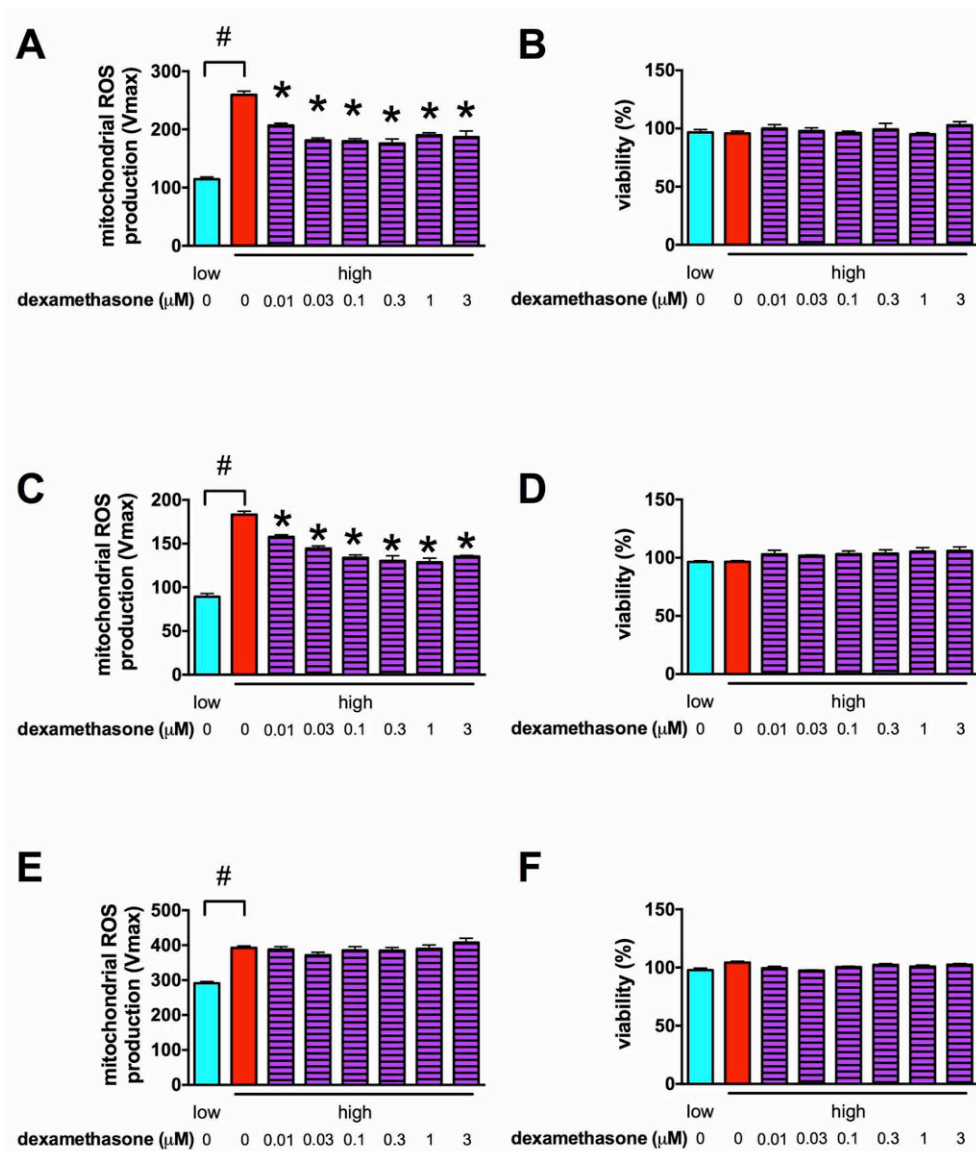 A
#
mitochondrial ROS
production (Vmax)
300
200
100
0
* * * * * *
low high
dexamethasone (μM) 0 0 0.01 0.03 0.1 0.3 1 3
B
viability (%)
150
100
50
0
low high
dexamethasone (μM) 0 0 0.01 0.03 0.1 0.3 1 3
C
#
mitochondrial ROS
production (Vmax)
200
150
100
50
0
* * * * * *
low high
dexamethasone (μM) 0 0 0.01 0.03 0.1 0.3 1 3
D
viability (%)
150
100
50
0
low high
dexamethasone (μM) 0 0 0.01 0.03 0.1 0.3 1 3
E
#
mitochondrial ROS
production (Vmax)
500
400
300
200
100
0
low high
dexamethasone (μM) 0 0 0.01 0.03 0.1 0.3 1 3
F
viability (%)
150
100
50
0
low high
dexamethasone (μM) 0 0 0.01 0.03 0.1 0.3 1 3